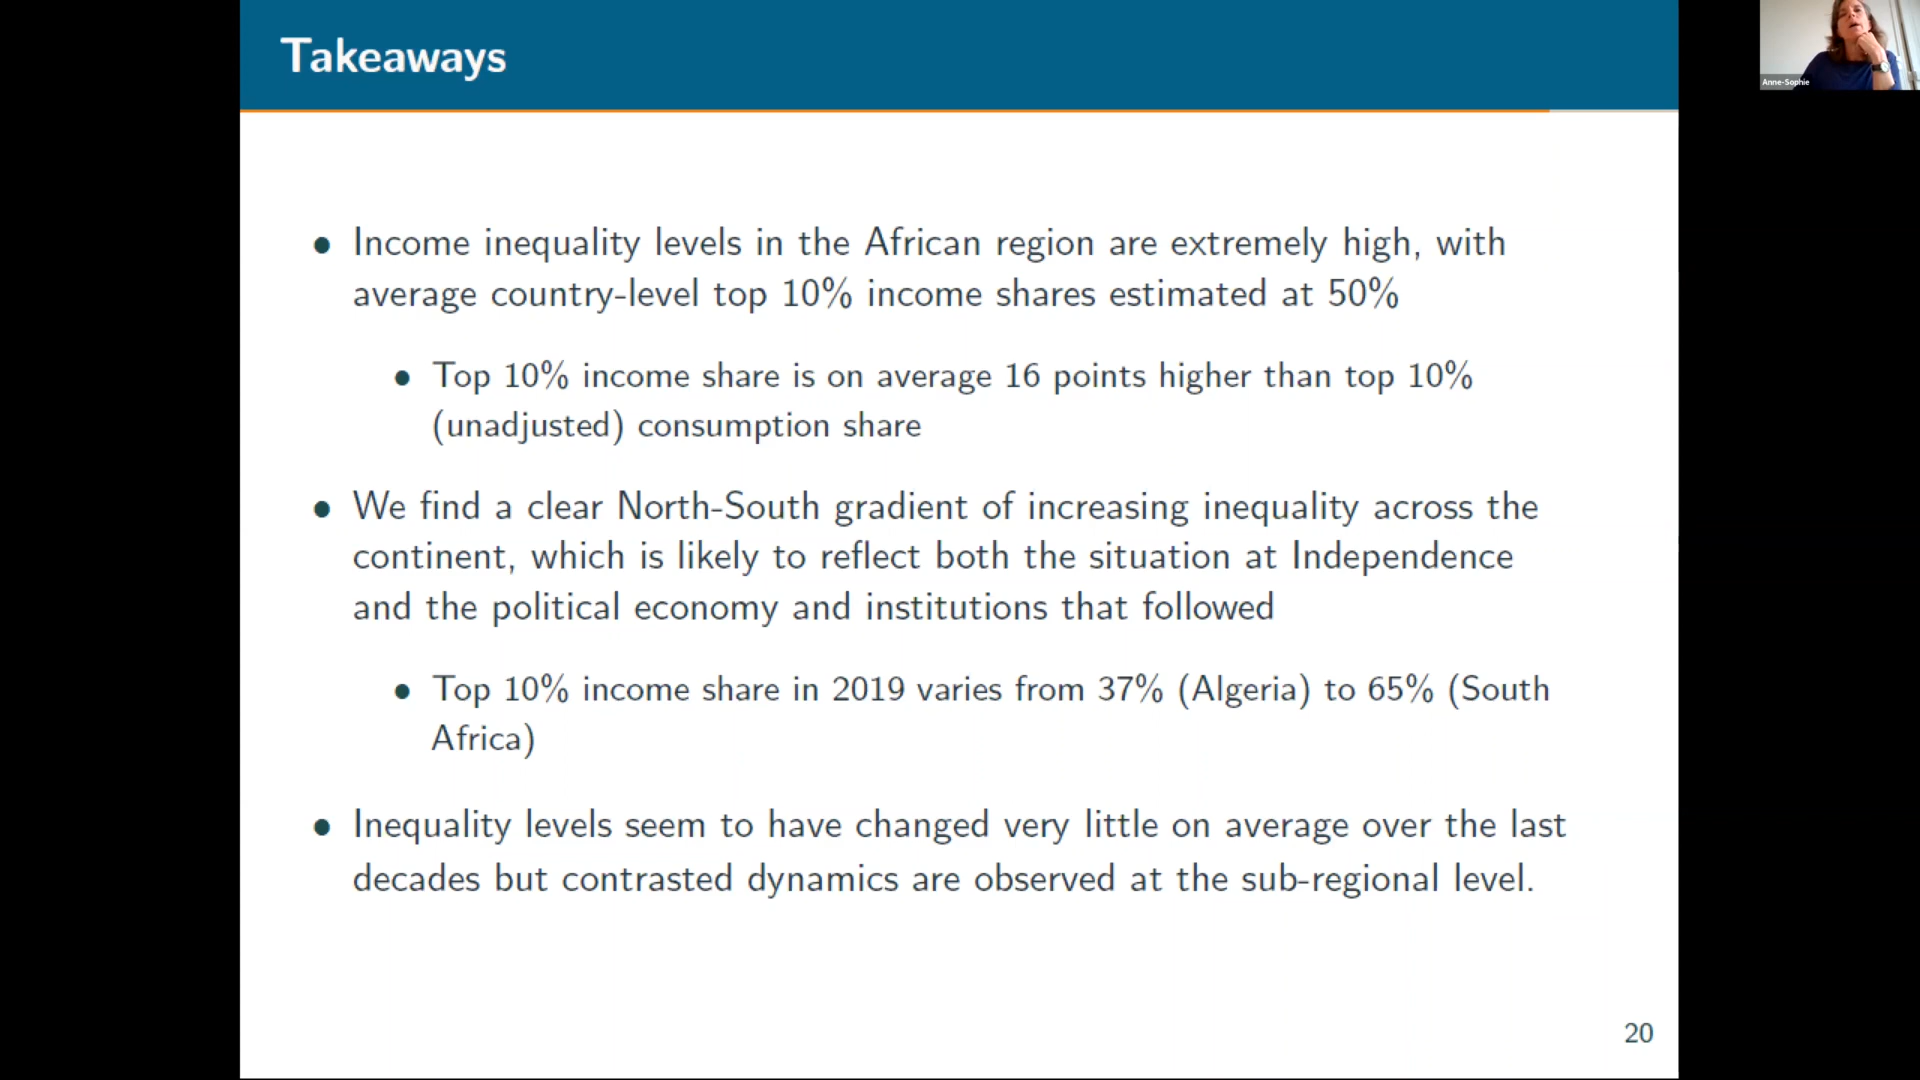 Takeaways
Anne-Sophie
• Income inequality levels in the African region are extremely high, with
average country-level top 10% income shares estimated at 50%
• Top 10% income share is on average 16 points higher than top 10%
(unadjusted) consumption share
• We find a clear North-South gradient of increasing inequality across the
continent, which is likely to reflect both the situation at Independence
and the political economy and institutions that followed
• Top 10% income share in 2019 varies from 37% (Algeria) to 65% (South
Africa)
• Inequality levels seem to have changed very little on average over the last
decades but contrasted dynamics are observed at the sub-regional level.
20